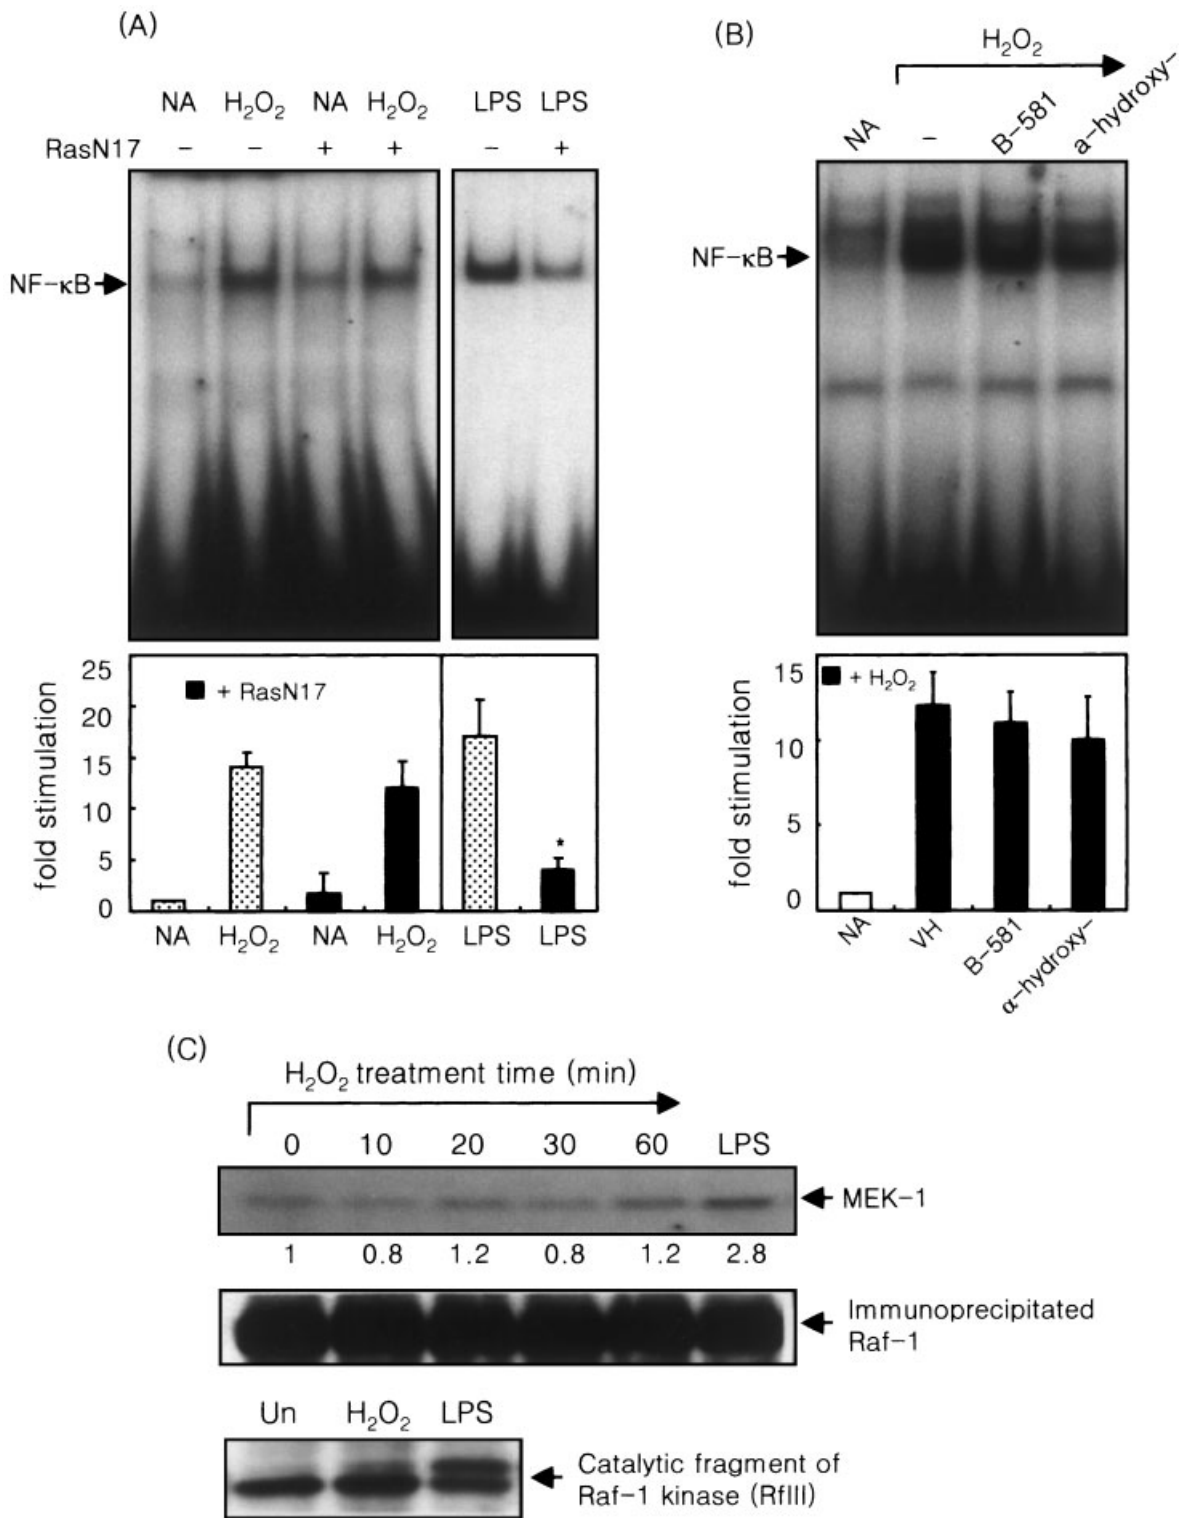 (A)
NA H₂O₂ NA H₂O₂ LPS LPS
RasN17 − − + + − +
NF-κB
25
20
15
10
5
0
fold stimulation
+ RasN17
*
NA H₂O₂ NA H₂O₂ LPS LPS
(B)
H₂O₂
NA − B-581 a-hydroxy-
NF-κB
15
10
5
0
fold stimulation
+ H₂O₂
NA VH B-581 α-hydroxy-
(C)
H₂O₂ treatment time (min)
0 10 20 30 60 LPS
MEK-1
1 0.8 1.2 0.8 1.2 2.8
Immunoprecipitated
Raf-1
Un H₂O₂ LPS
Catalytic fragment of
Raf-1 kinase (RfIII)